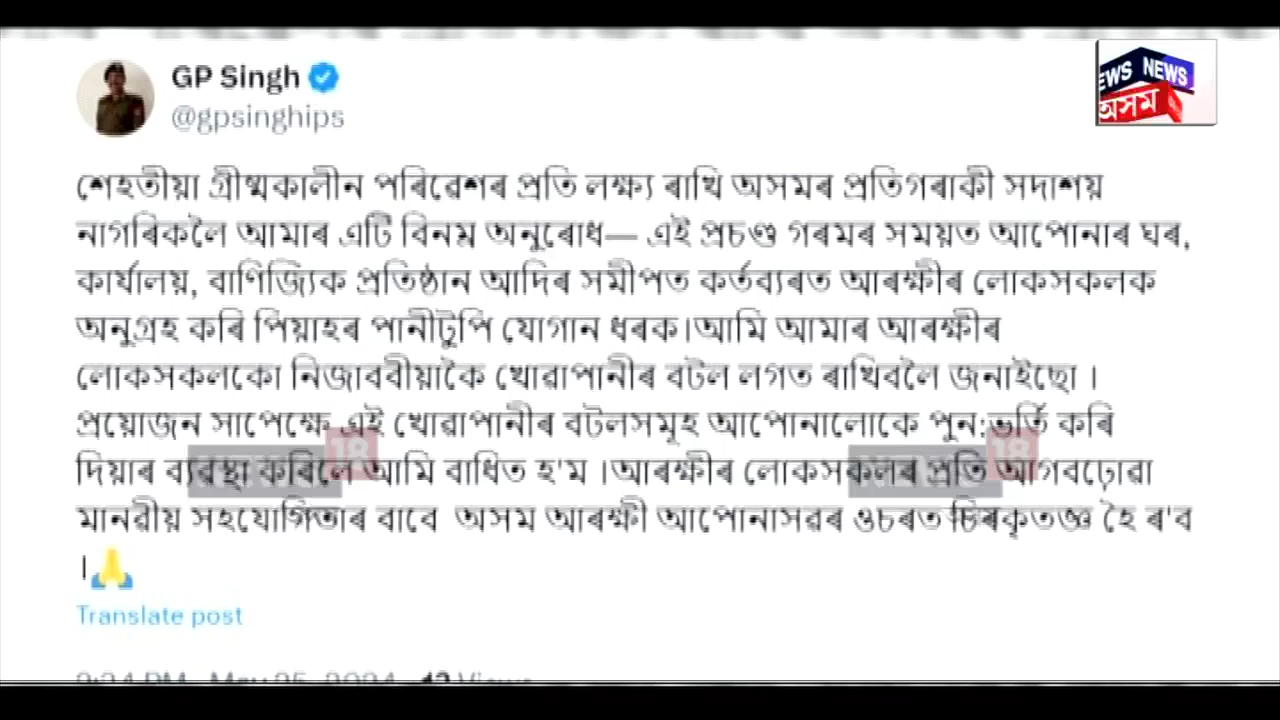 GP Singh
@gpsinghips
NEWS
অসম
শেহতীয়া গ্ৰীষ্মকালীন পৰিৱেশৰ প্ৰতি লক্ষ্য ৰাখি অসমৰ প্ৰতিগৰাকী সদাশয়
নাগৰিকলৈ আমাৰ এটি বিনম্ৰ অনুৰোধ— এই প্ৰচণ্ড গৰমৰ সময়ত আপোনাৰ ঘৰ,
কাৰ্যালয়, বাণিজ্যিক প্ৰতিষ্ঠান আদিৰ সমীপত কৰ্তব্যৰত আৰক্ষীৰ লোকসকলক
অনুগ্ৰহ কৰি পিয়াহৰ পানীটুপি যোগান ধৰক।আমি আমাৰ আৰক্ষীৰ
লোকসকলকো নিজাববীয়াকৈ খোৱাপানীৰ বটল লগত ৰাখিবলৈ জনাইছো ।
প্ৰয়োজন সাপেক্ষে এই খোৱাপানীৰ বটলসমূহ আপোনালোকে পুন:ভৰ্তি কৰি
দিয়াৰ ব্যৱস্থা কৰিলে আমি বাধিত হ'ম ।আৰক্ষীৰ লোকসকলৰ প্ৰতি আগবঢ়োৱা
মানৱীয় সহযোগিতাৰ বাবে অসম আৰক্ষী আপোনাসৱৰ ওচৰত চিৰকৃতজ্ঞ হৈ ৰ'ব
।🙏
Translate post